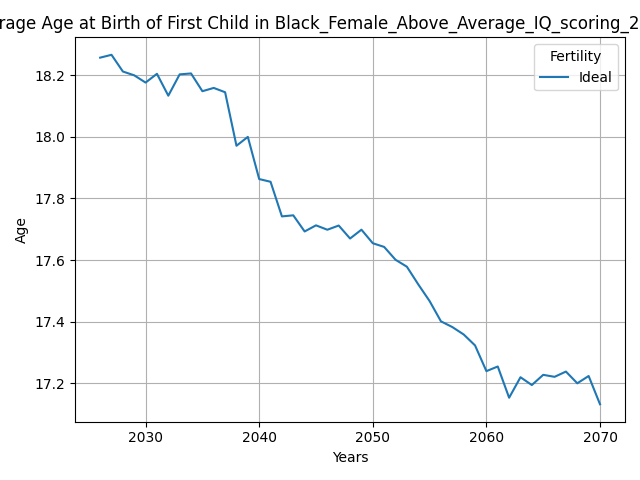 rage Age at Birth of First Child in Black_Female_Above_Average_IQ_scoring_2
Fertility
Ideal
Age
18.2
18.0
17.8
17.6
17.4
17.2
2030 2040 2050 2060 2070
Years